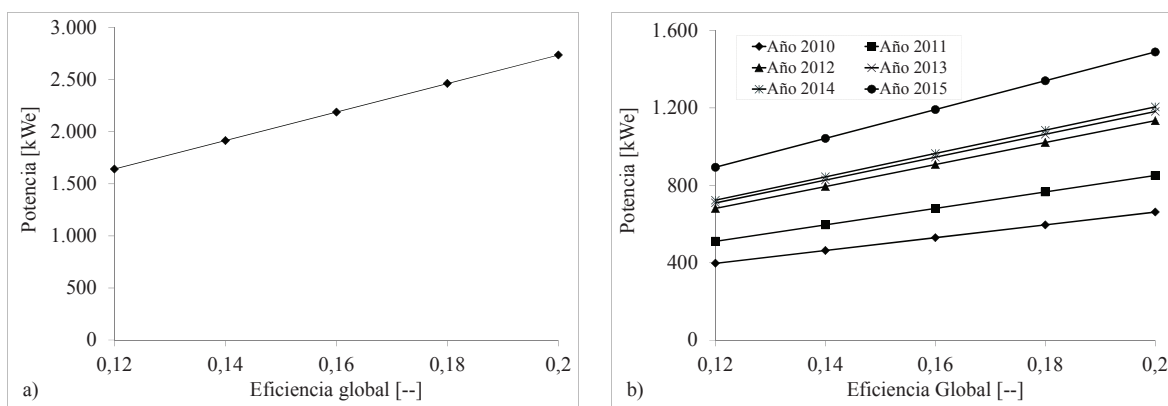 3.000
2.500
2.000
1.500
1.000
500
0
Potencia [kWe]
0,12 0,14 0,16 0,18 0,2
a) Eficiencia global [--]
1.600
1.200
800
400
0
Potencia [kWe]
Año 2010 Año 2011
Año 2012 Año 2013
Año 2014 Año 2015
0,12 0,14 0,16 0,18 0,2
b) Eficiencia Global [--]